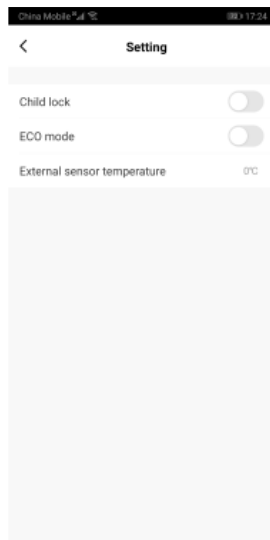 China Mobile 17:24
Setting
Child lock
ECO mode
External sensor temperature 0℃